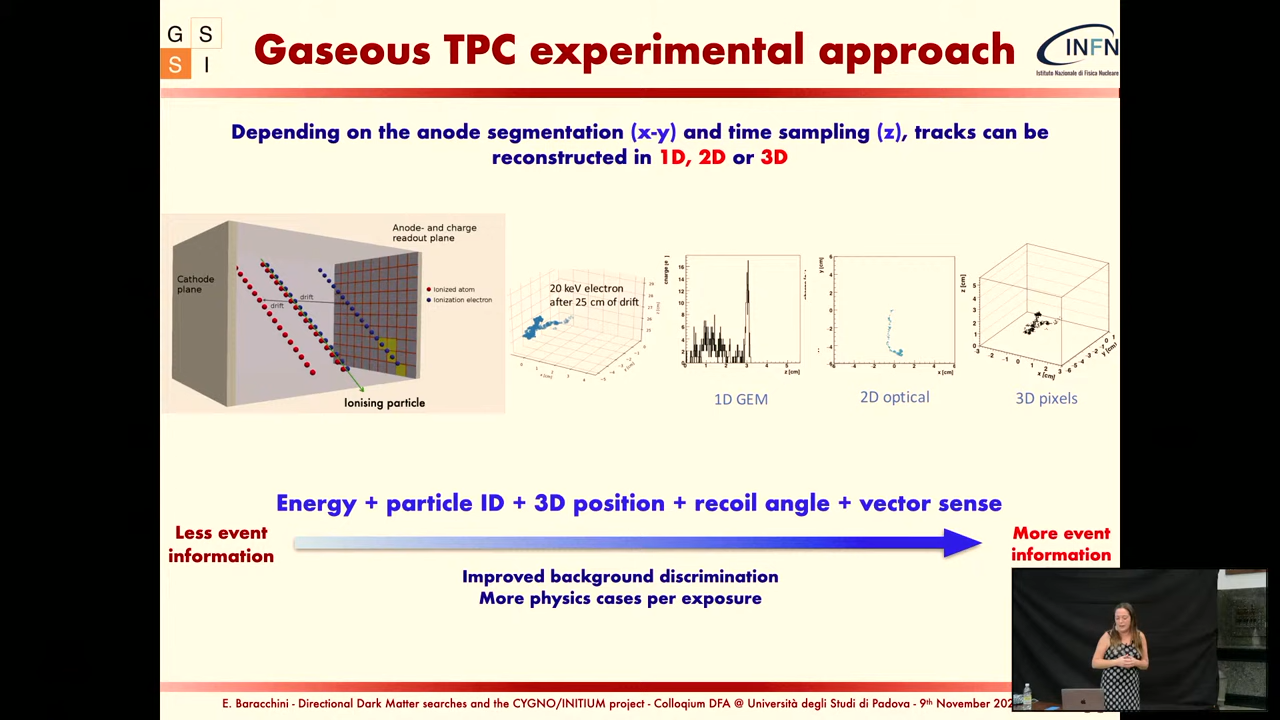 G S
S I
Gaseous TPC experimental approach
INFN
Istituto Nazionale di Fisica Nucleare
Depending on the anode segmentation (x-y) and time sampling (z), tracks can be
reconstructed in 1D, 2D or 3D
Anode- and charge
readout plane
Cathode
plane
Ionized atom
Ionization electron
drift
drift
Ionising particle
20 keV electron
after 25 cm of drift
1D GEM
2D optical
3D pixels
Energy + particle ID + 3D position + recoil angle + vector sense
Less event
information
More event
information
Improved background discrimination
More physics cases per exposure
E. Baracchini - Directional Dark Matter searches and the CYGNO/INITIUM project - Colloqium DFA @ Università degli Studi di Padova - 9th November 202